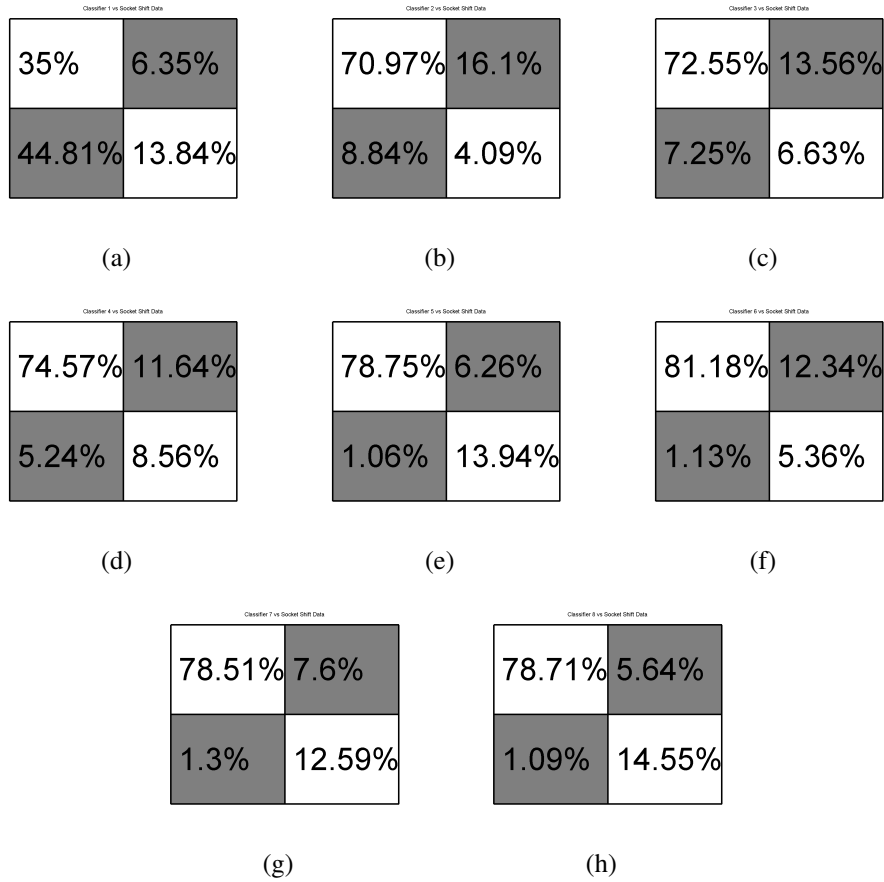 Classifier 1 vs Socket Shift Data
35% 6.35%
44.81% 13.84%
(a)
Classifier 2 vs Socket Shift Data
70.97% 16.1%
8.84% 4.09%
(b)
Classifier 3 vs Socket Shift Data
72.55% 13.56%
7.25% 6.63%
(c)
Classifier 4 vs Socket Shift Data
74.57% 11.64%
5.24% 8.56%
(d)
Classifier 5 vs Socket Shift Data
78.75% 6.26%
1.06% 13.94%
(e)
Classifier 6 vs Socket Shift Data
81.18% 12.34%
1.13% 5.36%
(f)
Classifier 7 vs Socket Shift Data
78.51% 7.6%
1.3% 12.59%
(g)
Classifier 8 vs Socket Shift Data
78.71% 5.64%
1.09% 14.55%
(h)